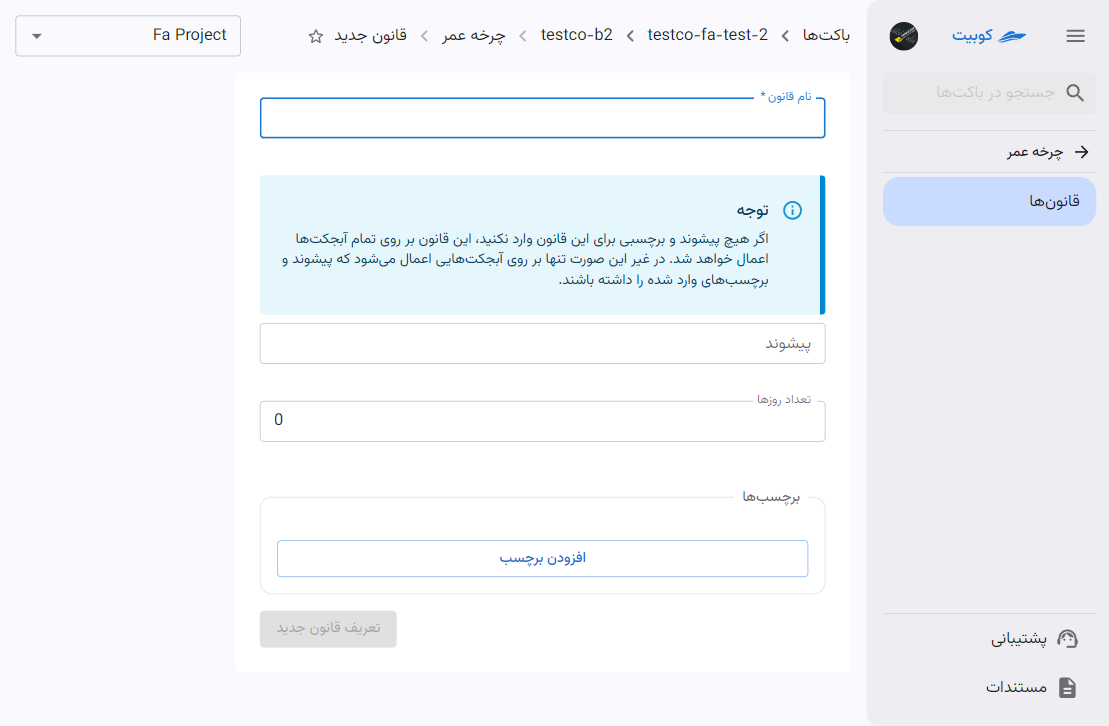 کوبیت
جستجو در باکت‌ها
چرخه عمر
قانون‌ها
پشتیبانی
مستندات
باکت‌ها
testco-fa-test-2
testco-b2
چرخه عمر
قانون جدید
Fa Project
نام قانون *
توجه
اگر هیچ پیشوند و برچسبی برای این قانون وارد نکنید، این قانون بر روی تمام آبجکت‌ها
اعمال خواهد شد. در غیر این صورت تنها بر روی آبجکت‌هایی اعمال می‌شود که پیشوند و
برچسب‌های وارد شده را داشته باشند.
پیشوند
تعداد روزها
0
برچسب‌ها
افزودن برچسب
تعریف قانون جدید